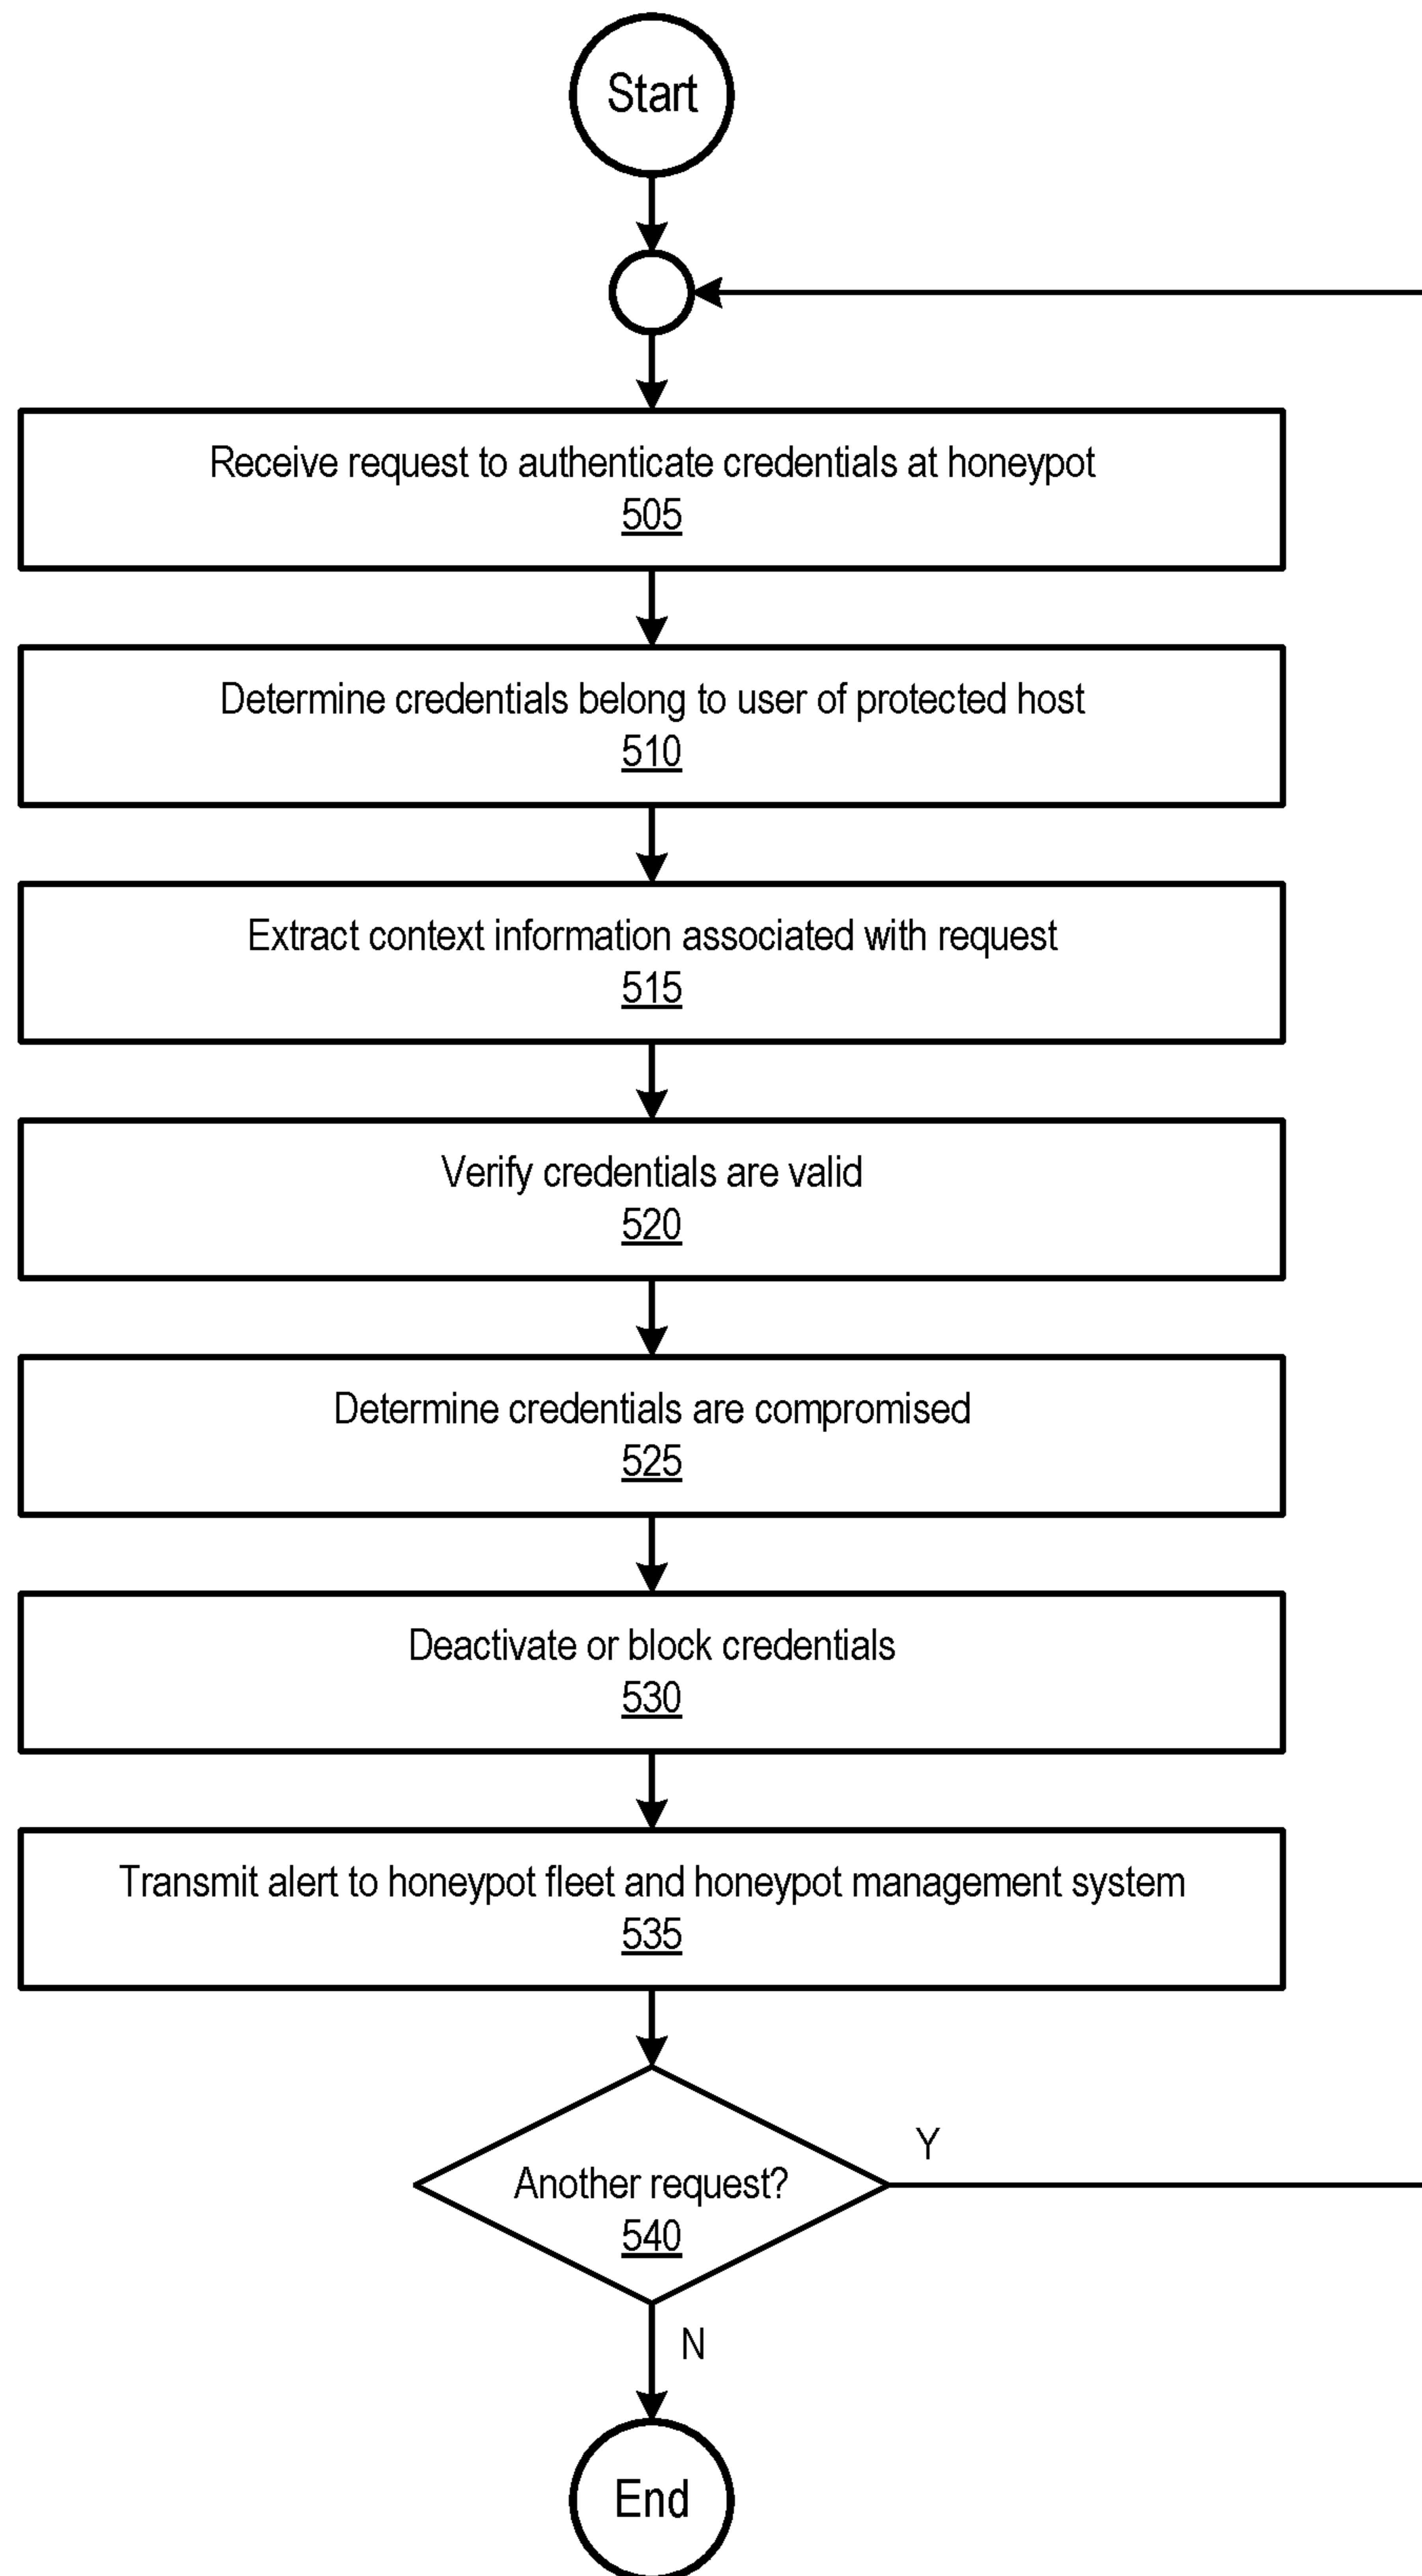 Start
Receive request to authenticate credentials at honeypot
505
Determine credentials belong to user of protected host
510
Extract context information associated with request
515
Verify credentials are valid
520
Determine credentials are compromised
525
Deactivate or block credentials
530
Transmit alert to honeypot fleet and honeypot management system
535
Y
Another request?
540
N
End